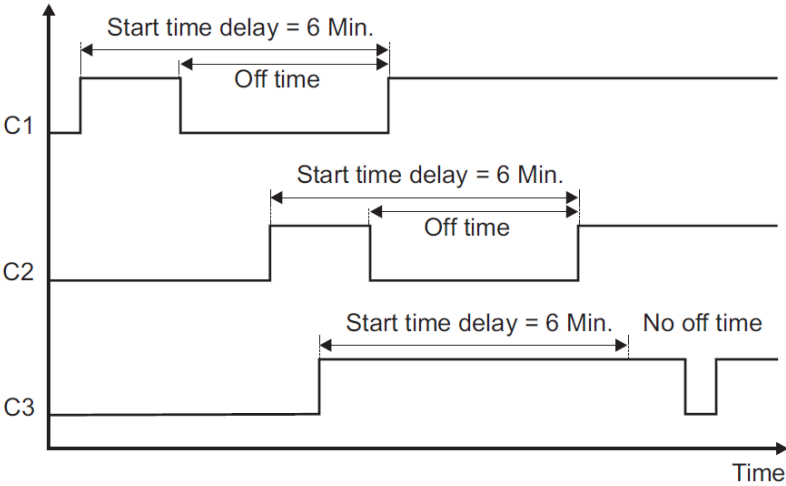 Start time delay = 6 Min.
Off time
C1
Start time delay = 6 Min.
Off time
C2
Start time delay = 6 Min.
No off time
C3
Time